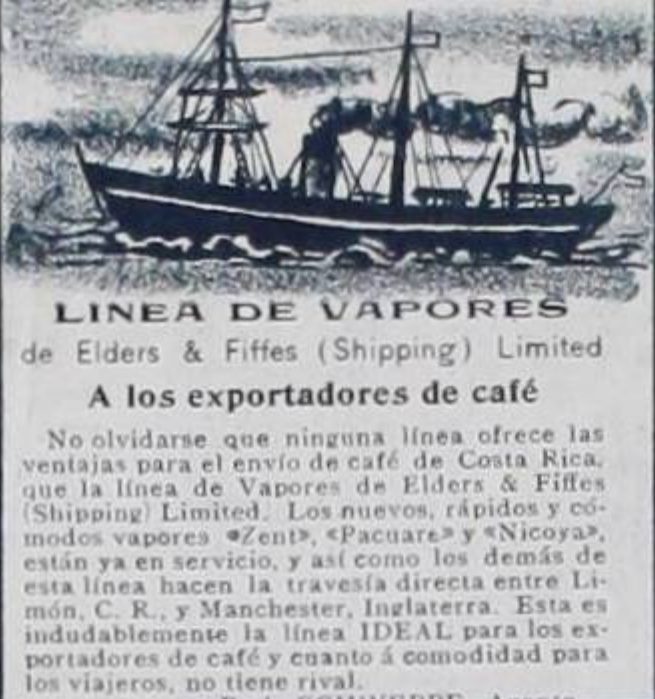 LINEA DE VAPORES
de Elders & Fiffes (Shipping) Limited
A los exportadores de café
No olvidarse que ninguna línea ofrece las
ventajas para el envío de café de Costa Rica,
que la línea de Vapores de Elders & Fiffes
(Shipping) Limited. Los nuevos, rápidos y có-
modos vapores «Zent», «Pacuare» y «Nicoya»,
están ya en servicio, y así como los demás de
esta línea hacen la travesía directa entre Li-
món, C. R., y Manchester, Inglaterra. Esta es
indudablemente la línea IDEAL para los ex-
portadores de café y cuanto á comodidad para
los viajeros, no tiene rival.